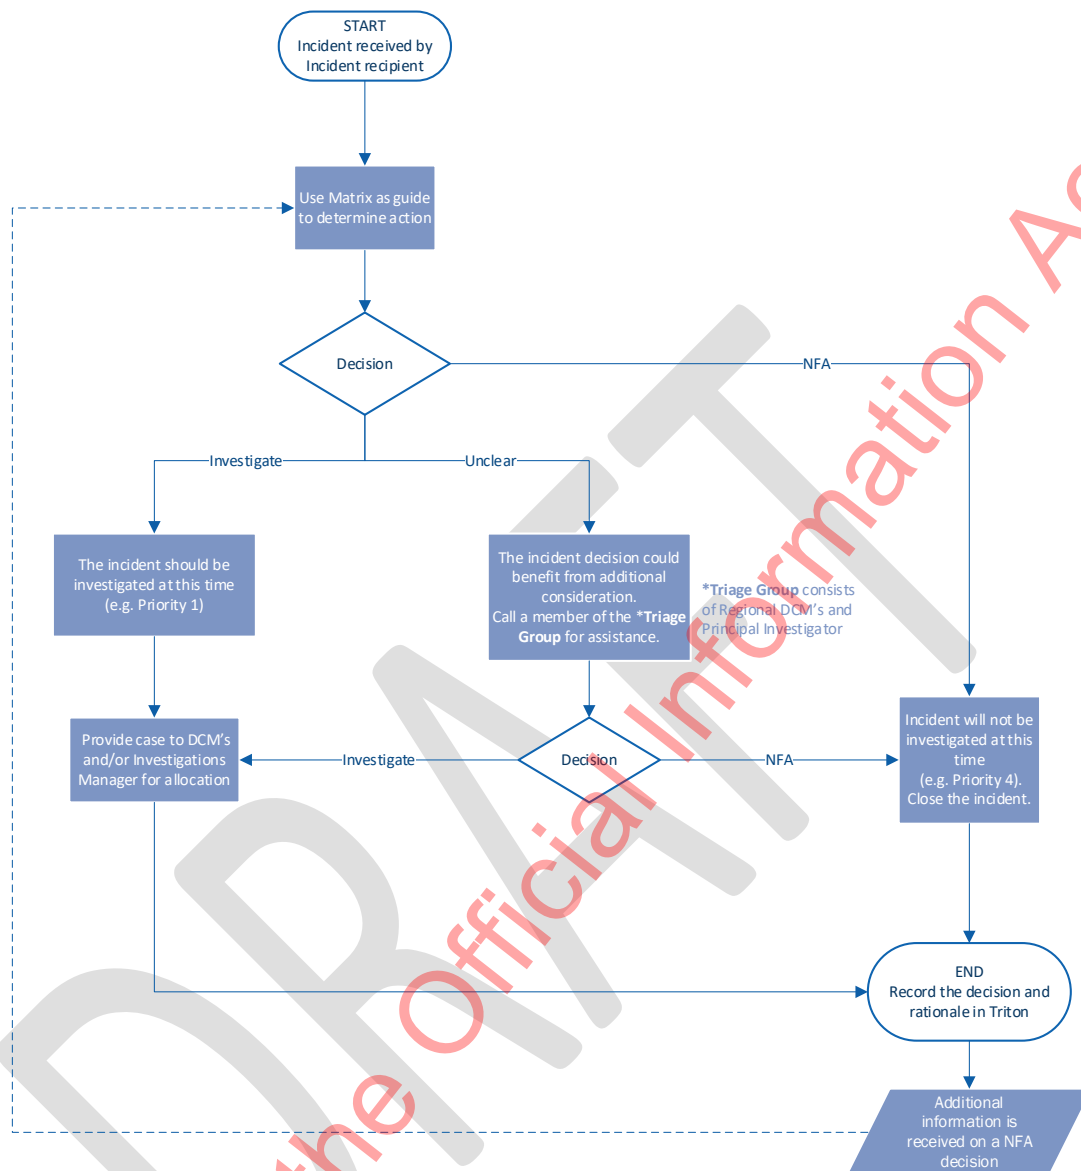 START
Incident received by
Incident recipient
Use Matrix as guide
to determine action
Decision
NFA
Investigate
Unclear
The incident should be
investigated at this time
(e.g. Priority 1)
The incident decision could
benefit from additional
consideration.
Call a member of the *Triage
Group for assistance.
*Triage Group consists
of Regional DCM's and
Principal Investigator
Provide case to DCM's
and/or Investigations
Manager for allocation
Investigate
Decision
NFA
Incident will not be
investigated at this
time
(e.g. Priority 4).
Close the incident.
END
Record the decision and
rationale in Triton
Additional
information is
received on a NFA
decision
DRAFT
the Official Information Ac